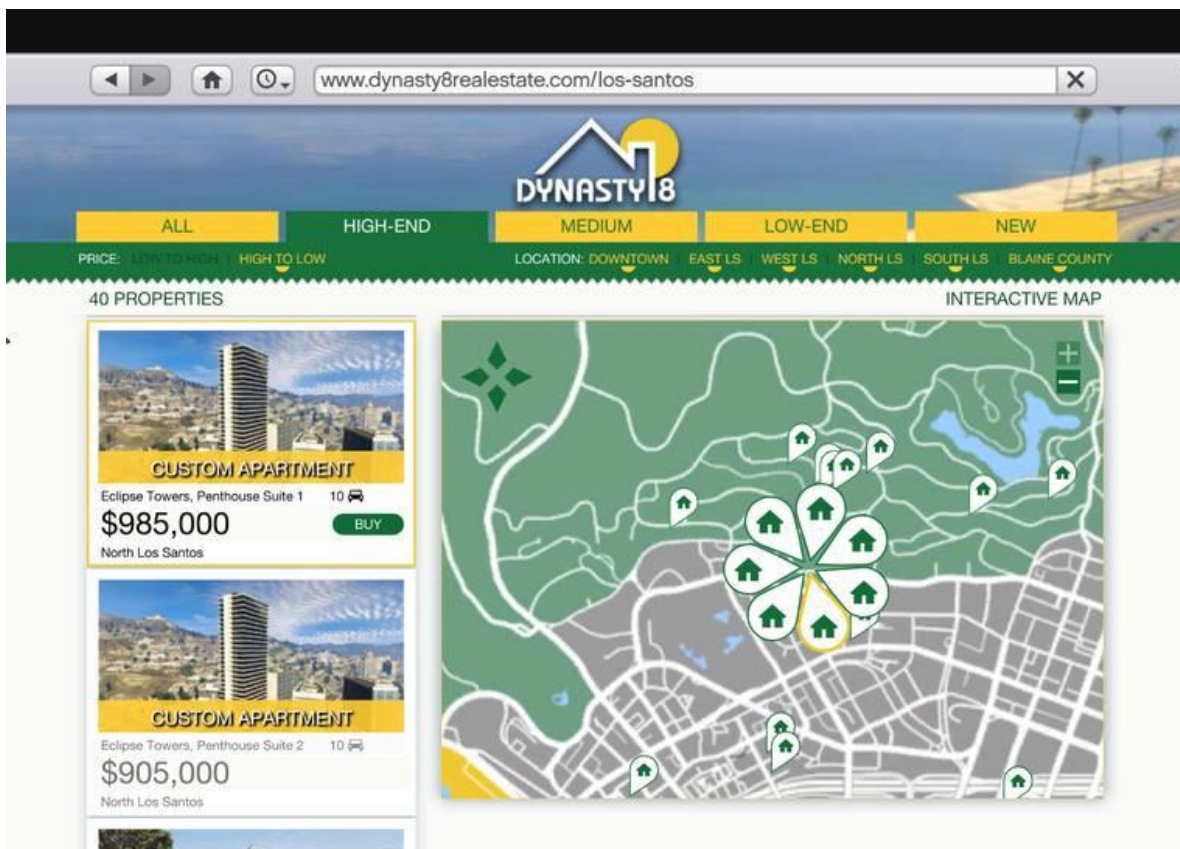 www.dynasty8realestate.com/los-santos
DYNASTY 8
ALL HIGH-END MEDIUM LOW-END NEW
PRICE: LOW TO HIGH | HIGH TO LOW LOCATION: DOWNTOWN | EAST LS | WEST LS | NORTH LS | SOUTH LS | BLAINE COUNTY
40 PROPERTIES INTERACTIVE MAP
CUSTOM APARTMENT
Eclipse Towers, Penthouse Suite 1 10
$985,000 BUY
North Los Santos
CUSTOM APARTMENT
Eclipse Towers, Penthouse Suite 2 10
$905,000
North Los Santos